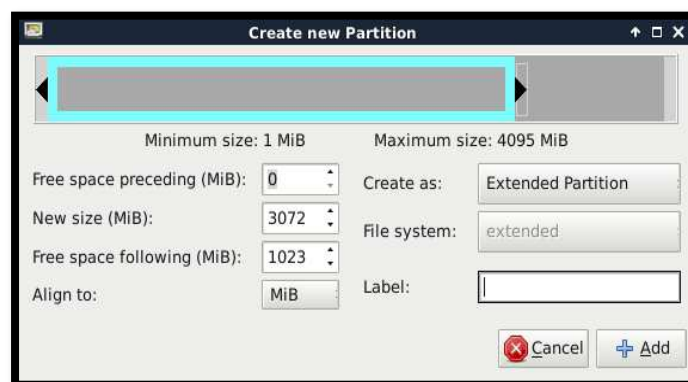 Create new Partition
Minimum size: 1 MiB Maximum size: 4095 MiB
Free space preceding (MiB): 0
Create as: Extended Partition
New size (MiB): 3072
File system: extended
Free space following (MiB): 1023
Align to: MiB
Label:
Cancel Add